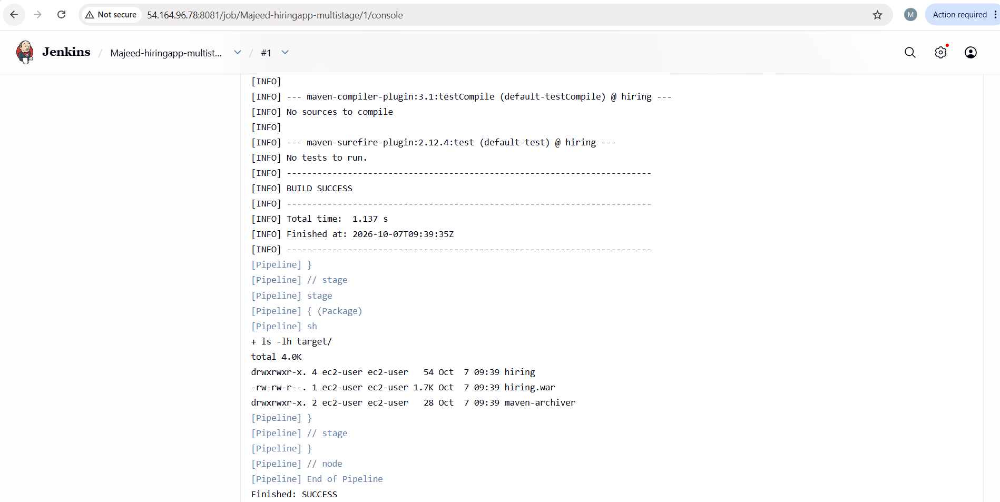 Not secure 54.164.96.78:8081/job/Majeed-hiringapp-multistage/1/console M Action required
Jenkins / Majeed-hiringapp-multist... / #1
[INFO]
[INFO] --- maven-compiler-plugin:3.1:testCompile (default-testCompile) @ hiring ---
[INFO] No sources to compile
[INFO]
[INFO] --- maven-surefire-plugin:2.12.4:test (default-test) @ hiring ---
[INFO] No tests to run.
[INFO] ------------------------------------------------------------------------
[INFO] BUILD SUCCESS
[INFO] ------------------------------------------------------------------------
[INFO] Total time:  1.137 s
[INFO] Finished at: 2026-10-07T09:39:35Z
[INFO] ------------------------------------------------------------------------
[Pipeline] }
[Pipeline] // stage
[Pipeline] stage
[Pipeline] { (Package)
[Pipeline] sh
+ ls -lh target/
total 4.0K
drwxrwxr-x. 4 ec2-user ec2-user   54 Oct  7 09:39 hiring
-rw-rw-r--. 1 ec2-user ec2-user 1.7K Oct  7 09:39 hiring.war
drwxrwxr-x. 2 ec2-user ec2-user   28 Oct  7 09:39 maven-archiver
[Pipeline] }
[Pipeline] // stage
[Pipeline] }
[Pipeline] // node
[Pipeline] End of Pipeline
Finished: SUCCESS